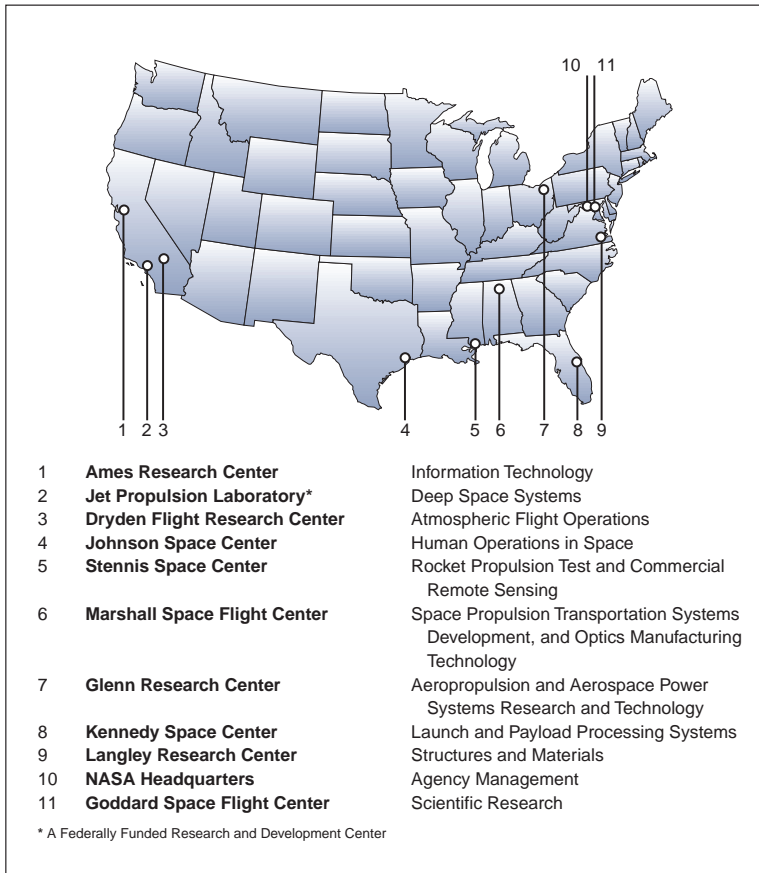 10 11
1 2 3 4 5 6 7 8 9
1 Ames Research Center Information Technology
2 Jet Propulsion Laboratory* Deep Space Systems
3 Dryden Flight Research Center Atmospheric Flight Operations
4 Johnson Space Center Human Operations in Space
5 Stennis Space Center Rocket Propulsion Test and Commercial
Remote Sensing
6 Marshall Space Flight Center Space Propulsion Transportation Systems
Development, and Optics Manufacturing
Technology
7 Glenn Research Center Aeropropulsion and Aerospace Power
Systems Research and Technology
8 Kennedy Space Center Launch and Payload Processing Systems
9 Langley Research Center Structures and Materials
10 NASA Headquarters Agency Management
11 Goddard Space Flight Center Scientific Research
* A Federally Funded Research and Development Center